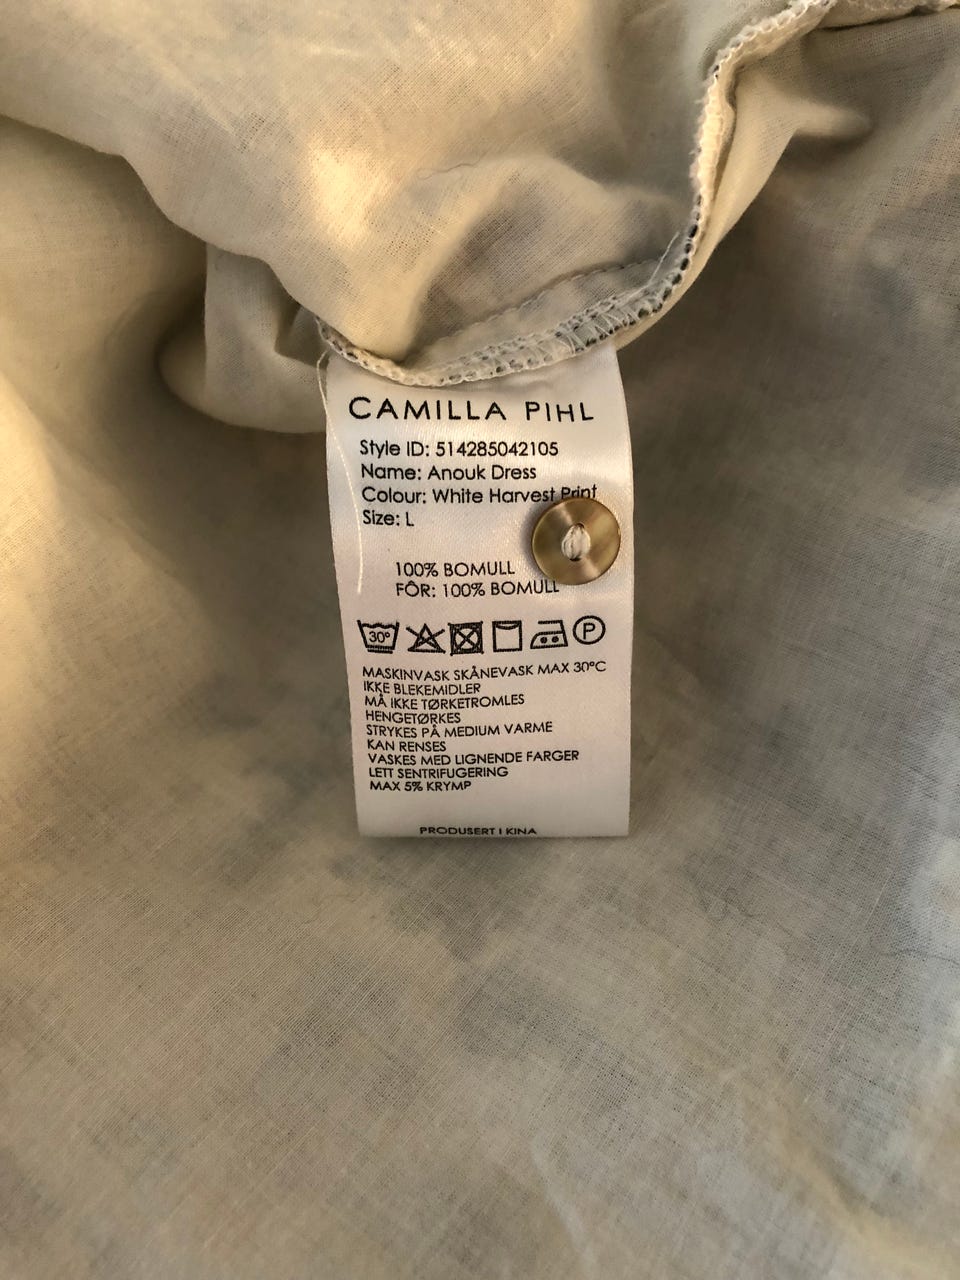 CAMILLA PIHL
Style ID: 514285042105
Name: Anouk Dress
Colour: White Harvest Print
Size: L
100% BOMULL
FÔR: 100% BOMULL
30°
P
MASKINVASK SKÅNEVASK MAX 30°C
IKKE BLEKEMIDLER
MÅ IKKE TØRKETROMLES
HENGETØRKES
STRYKES PÅ MEDIUM VARME
KAN RENSES
VASKES MED LIGNENDE FARGER
LETT SENTRIFUGERING
MAX 5% KRYMP
PRODUSERT I KINA